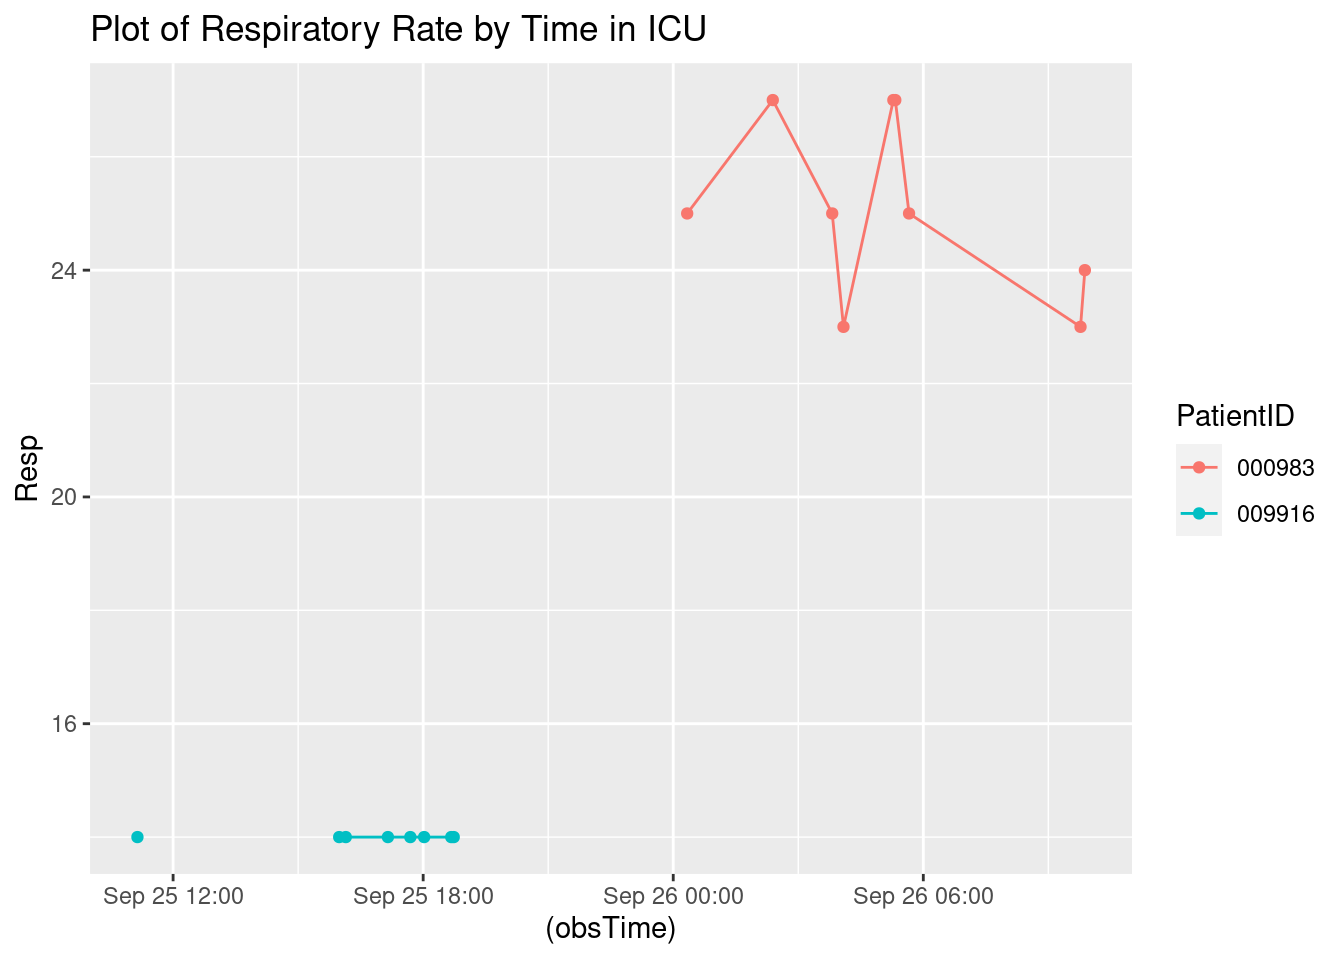 Plot of Respiratory Rate by Time in ICU
24
20
16
Resp
Sep 25 12:00
Sep 25 18:00
Sep 26 00:00
Sep 26 06:00
(obsTime)
PatientID
000983
009916